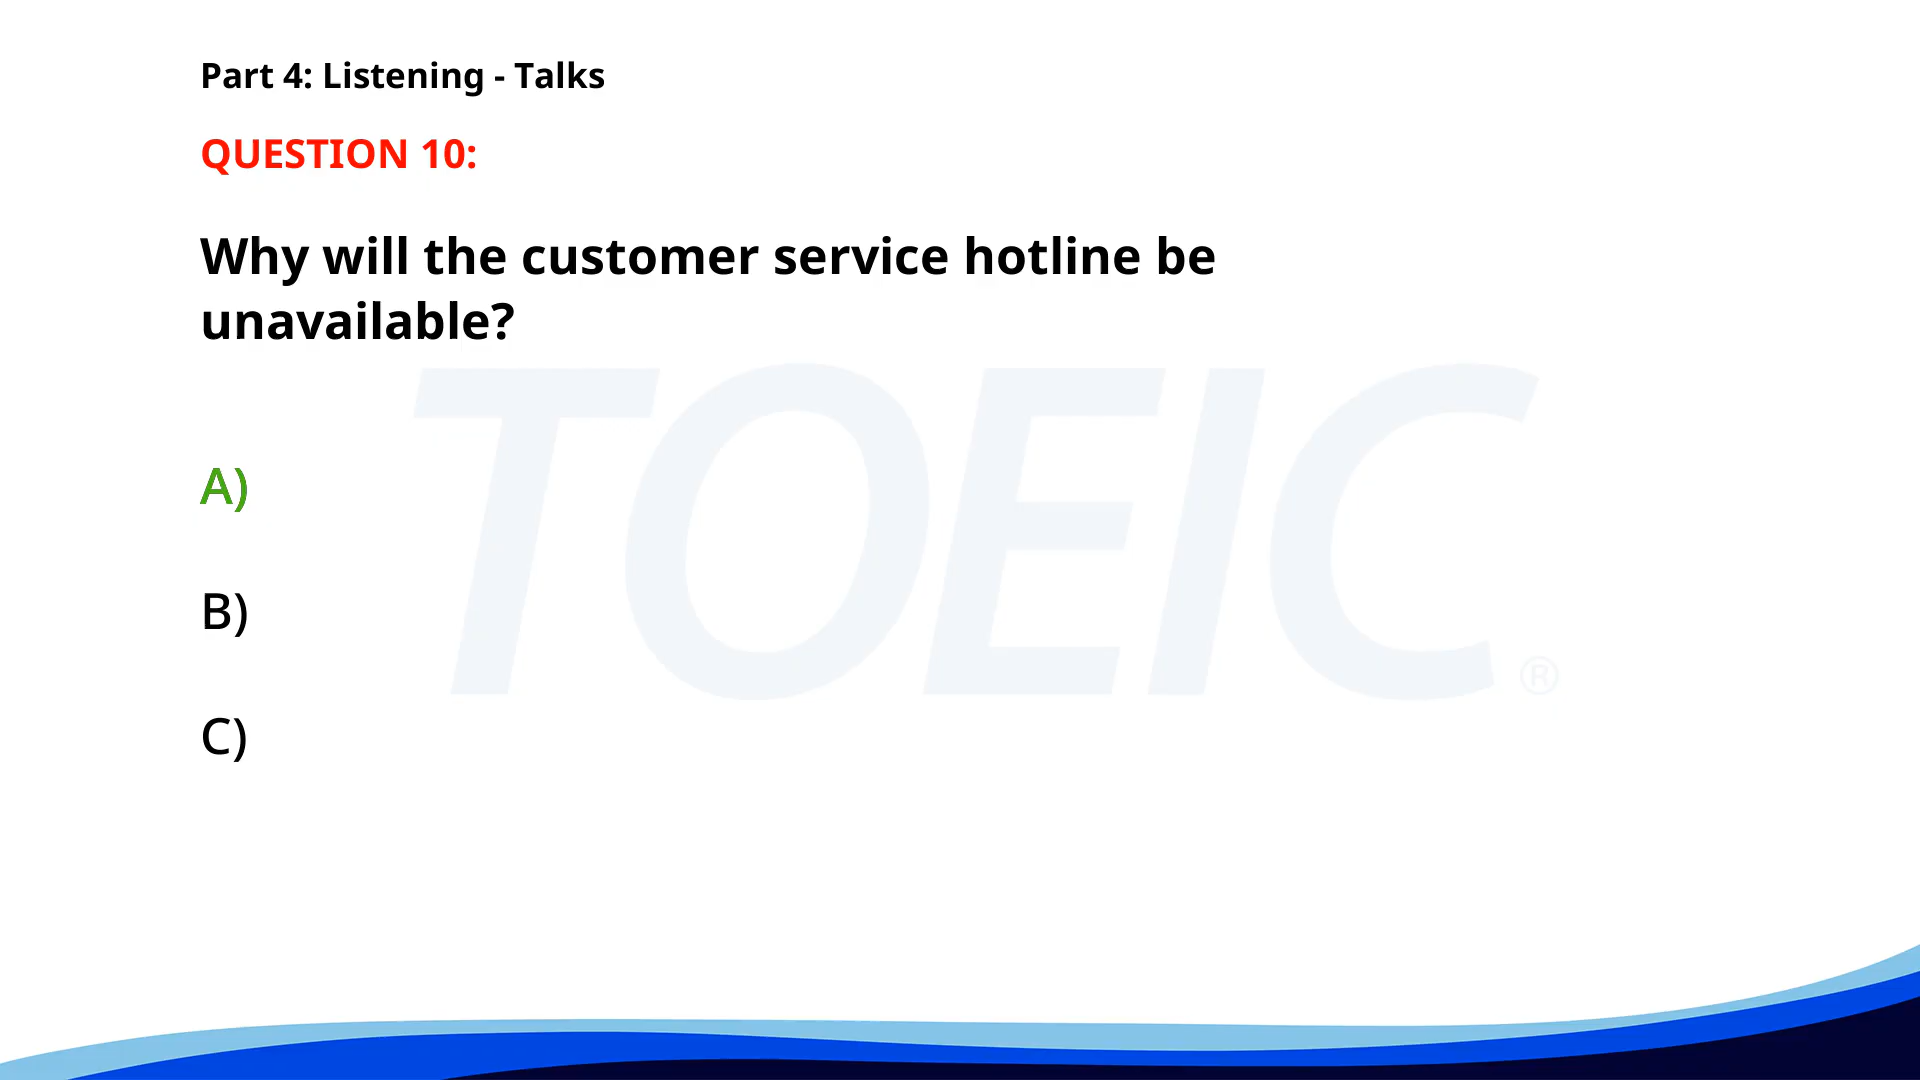 Part 4: Listening - Talks
QUESTION 10:
Why will the customer service hotline be
unavailable?
TOEIC®
A)
B)
C)